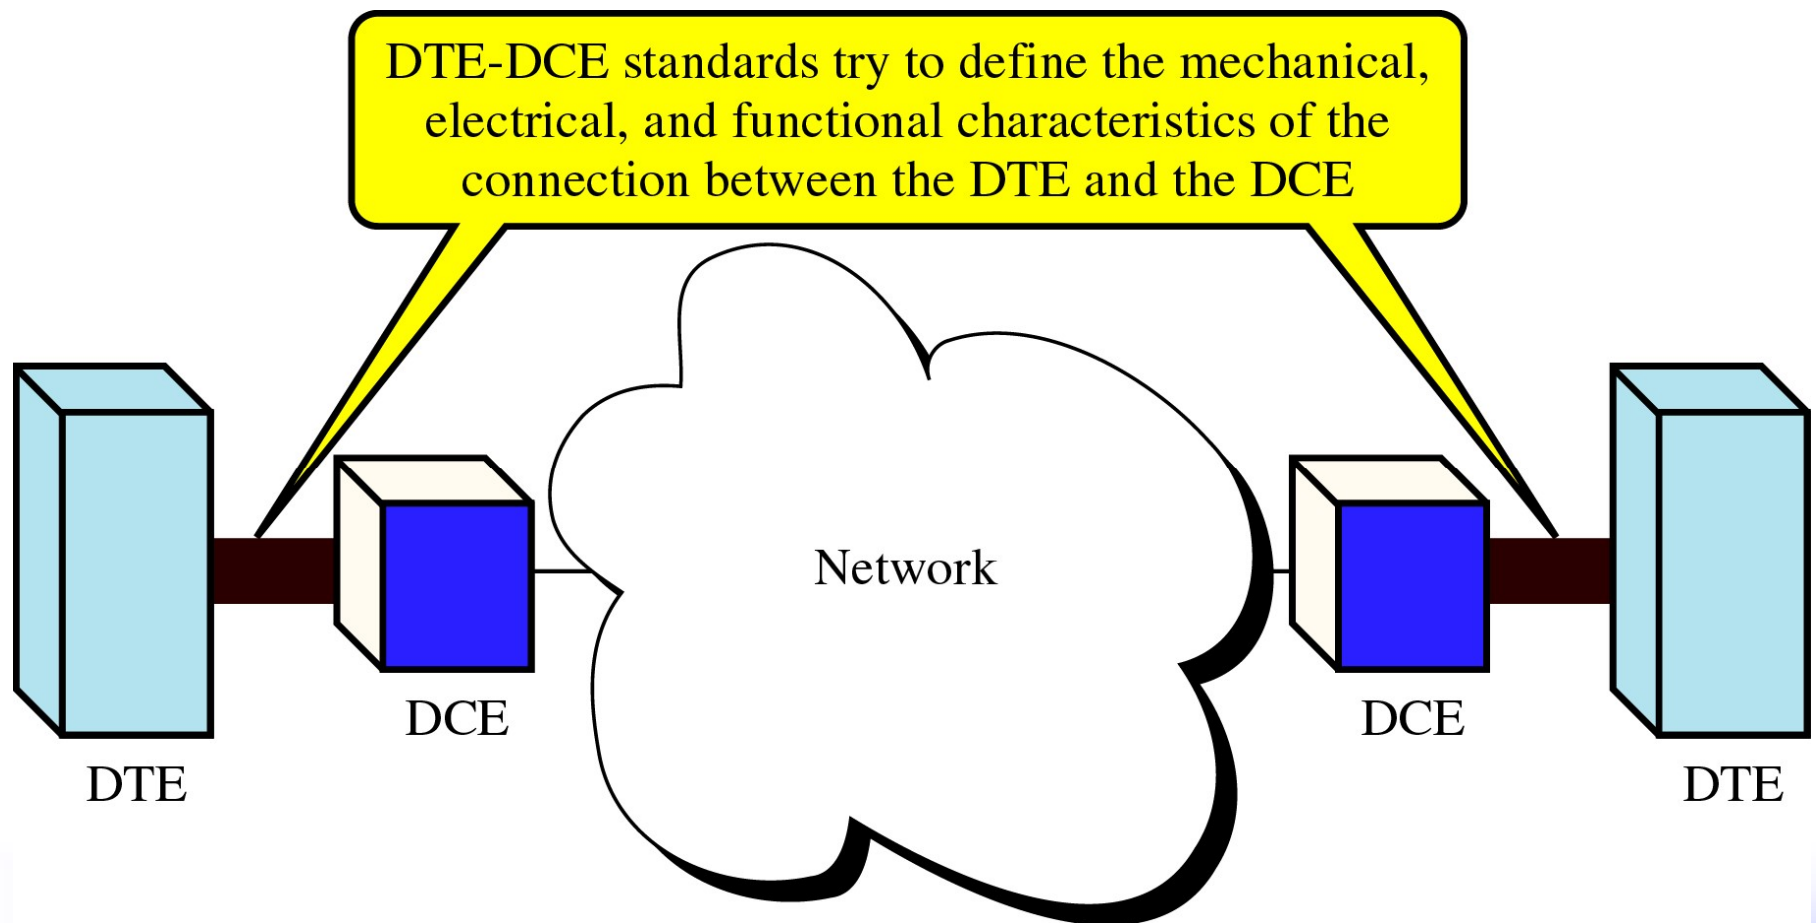 DTE-DCE standards try to define the mechanical,
electrical, and functional characteristics of the
connection between the DTE and the DCE
Network
DCE
DCE
DTE
DTE